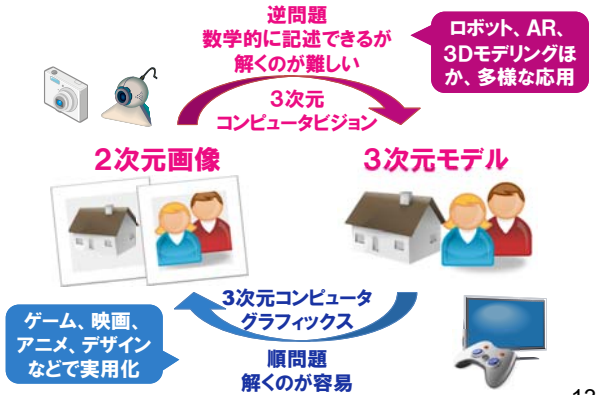 逆問題
数学的に記述できるが
解くのが難しい
ロボット、AR、
3Dモデリングほ
か、多様な応用
3次元
コンピュータビジョン
2次元画像
3次元モデル
3次元コンピュータ
グラフィックス
ゲーム、映画、
アニメ、デザイン
などで実用化
順問題
解くのが容易